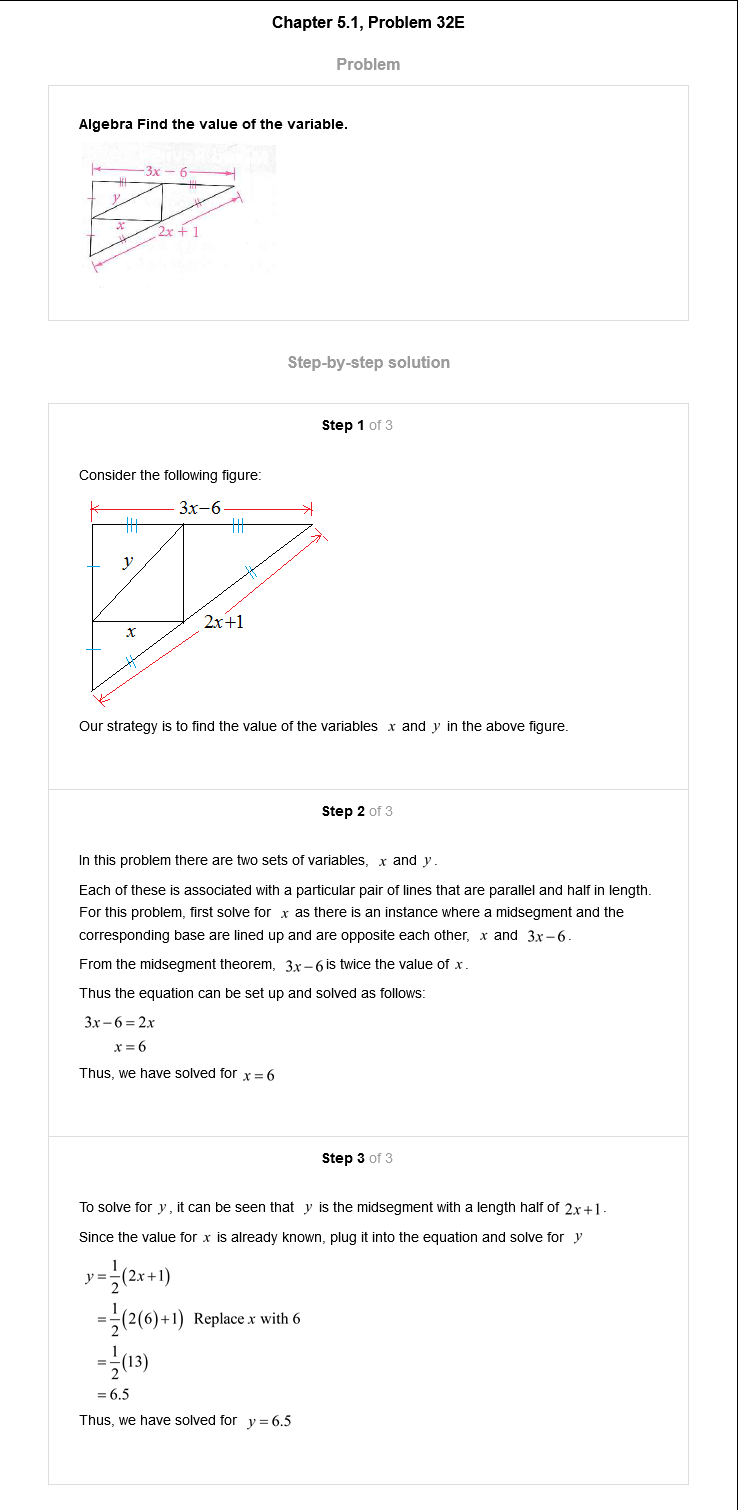 Chapter 5.1, Problem 32E
Problem
Algebra Find the value of the variable.
3x − 6
y
x
2x + 1
Step-by-step solution
Step 1 of 3
Consider the following figure:
3x−6
y
x
2x+1
Our strategy is to find the value of the variables x and y in the above figure.
Step 2 of 3
In this problem there are two sets of variables, x and y.
Each of these is associated with a particular pair of lines that are parallel and half in length.
For this problem, first solve for x as there is an instance where a midsegment and the
corresponding base are lined up and are opposite each other, x and 3x−6.
From the midsegment theorem, 3x−6 is twice the value of x.
Thus the equation can be set up and solved as follows:
3x−6=2x
x=6
Thus, we have solved for x=6
Step 3 of 3
To solve for y, it can be seen that y is the midsegment with a length half of 2x+1.
Since the value for x is already known, plug it into the equation and solve for y
y=1/2(2x+1)
=1/2(2(6)+1) Replace x with 6
=1/2(13)
=6.5
Thus, we have solved for y=6.5